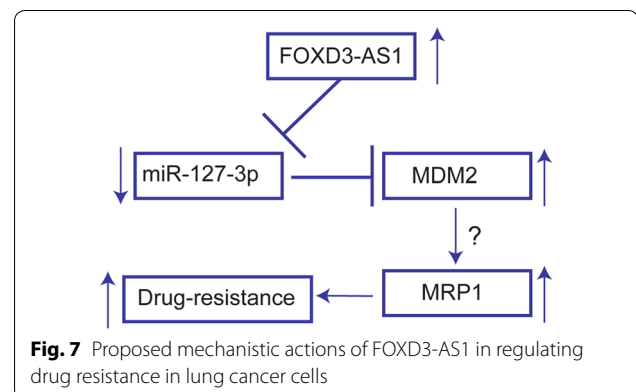 FOXD3-AS1
miR-127-3p
MDM2
?
Drug-resistance
MRP1
Fig. 7 Proposed mechanistic actions of FOXD3-AS1 in regulating
drug resistance in lung cancer cells